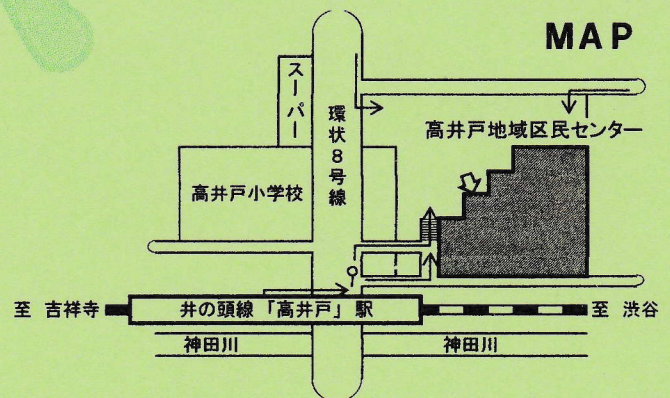 MAP
スーパー
環状8号線
高井戸地域区民センター
高井戸小学校
至 吉祥寺
井の頭線「高井戸」駅
至 渋谷
神田川
神田川